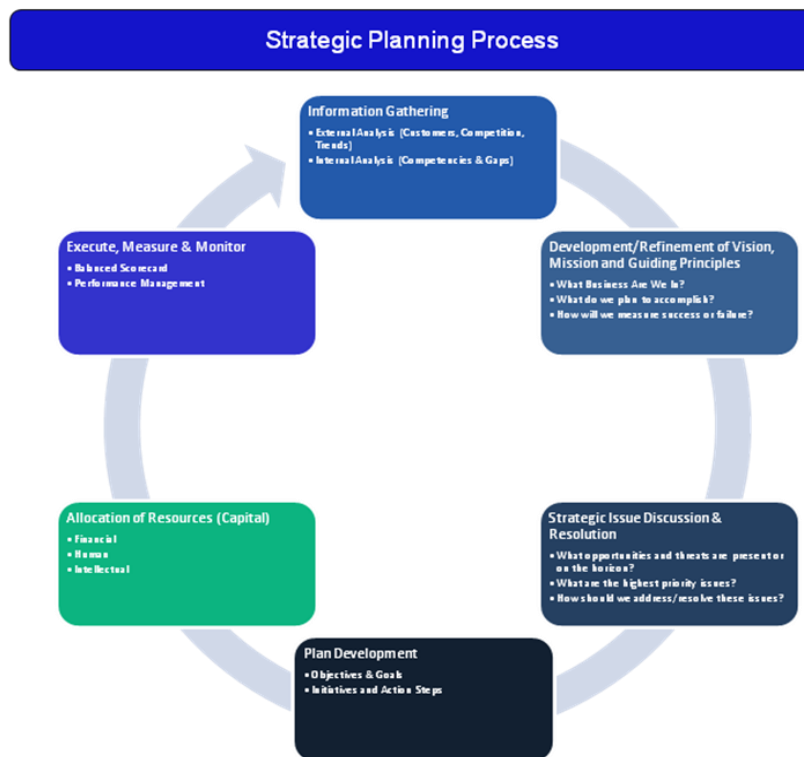 Strategic Planning Process
Information Gathering
• External Analysis (Customers, Competition,
Trends)
• Internal Analysis (Competencies & Gaps)
Development/Refinement of Vision,
Mission and Guiding Principles
• What Business Are We In?
• What do we plan to accomplish?
• How will we measure success or failure?
Strategic Issue Discussion &
Resolution
• What opportunities and threats are present or
on the horizon?
• What are the highest priority issues?
• How should we address/resolve these issues?
Plan Development
• Objectives & Goals
• Initiatives and Action Steps
Allocation of Resources (Capital)
• Financial
• Human
• Intellectual
Execute, Measure & Monitor
• Balanced Scorecard
• Performance Management